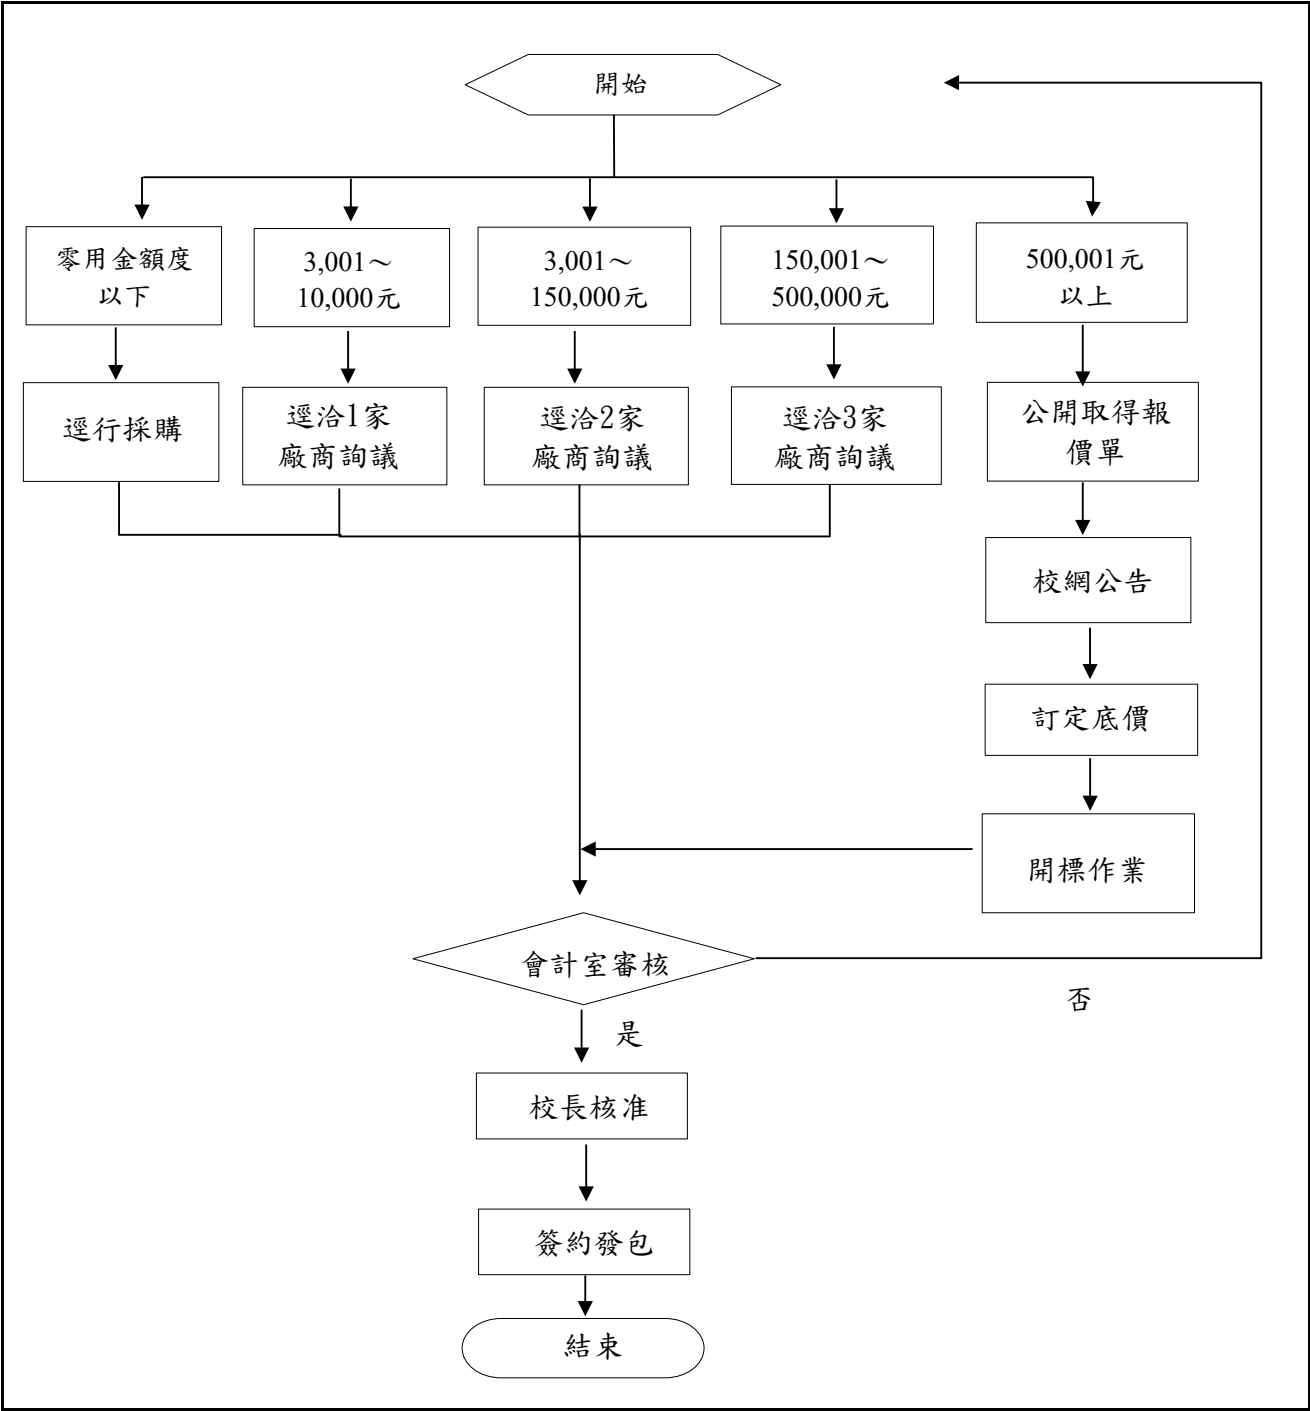 開始
零用金額度
以下
3,001～
10,000元
3,001～
150,000元
150,001～
500,000元
500,001元
以上
逕行採購
逕洽1家
廠商詢議
逕洽2家
廠商詢議
逕洽3家
廠商詢議
公開取得報
價單
校網公告
訂定底價
開標作業
會計室審核
否
是
校長核准
簽約發包
結束